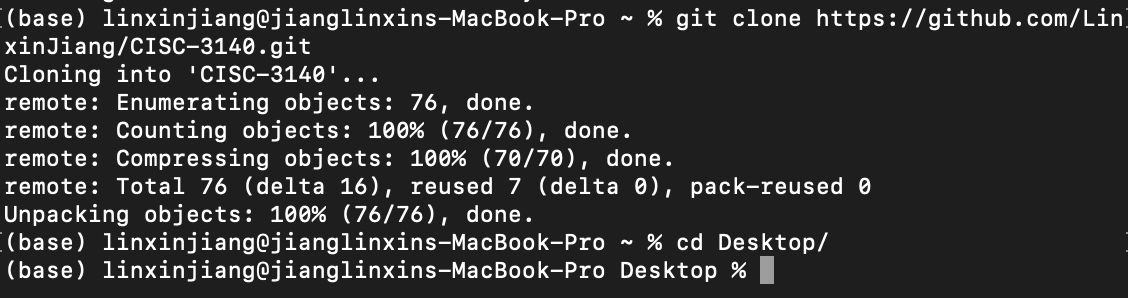 (base) linxinjiang@jianglinxins-MacBook-Pro ~ % git clone https://github.com/Lin
xinJiang/CISC-3140.git
Cloning into 'CISC-3140'...
remote: Enumerating objects: 76, done.
remote: Counting objects: 100% (76/76), done.
remote: Compressing objects: 100% (70/70), done.
remote: Total 76 (delta 16), reused 7 (delta 0), pack-reused 0
Unpacking objects: 100% (76/76), done.
(base) linxinjiang@jianglinxins-MacBook-Pro ~ % cd Desktop/
(base) linxinjiang@jianglinxins-MacBook-Pro Desktop %